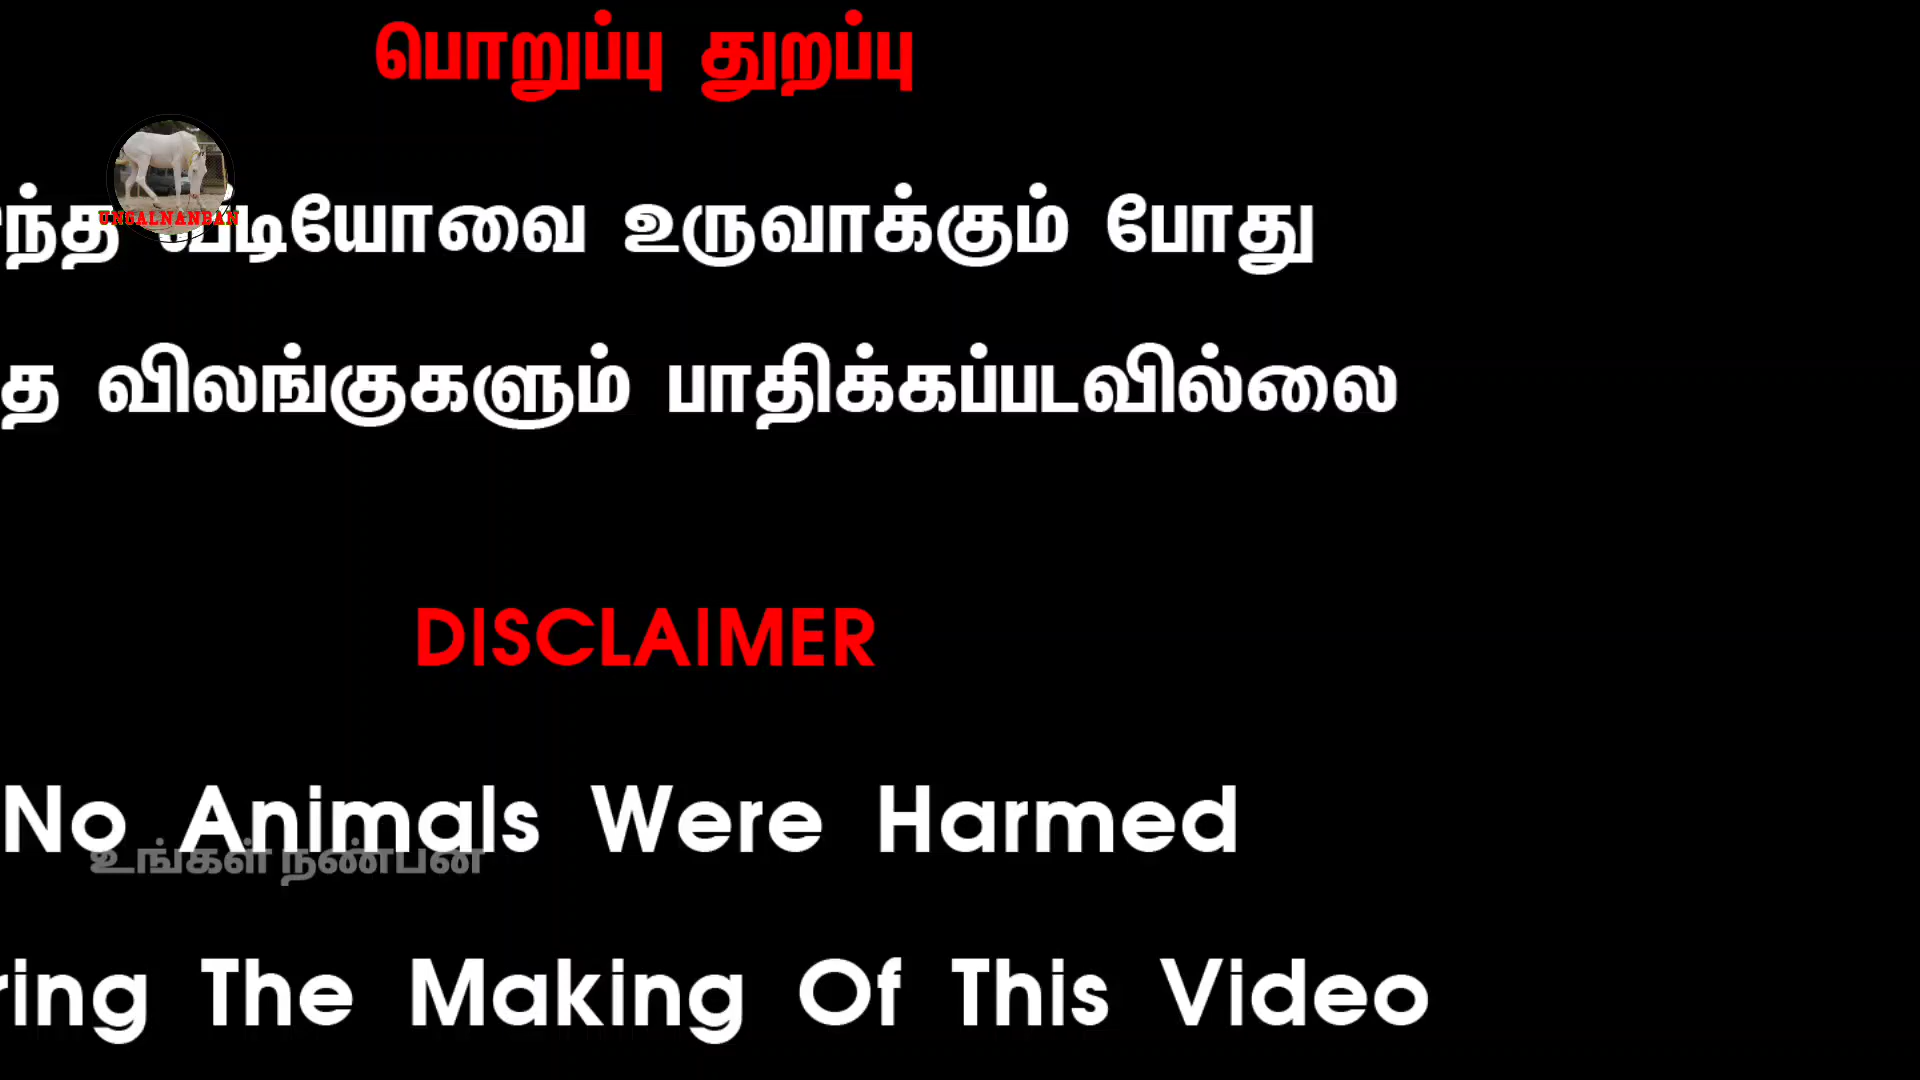 பொறுப்பு துறப்பு
UNGALNANBAN
உருவாக்கும் போது
விலங்குகளும் பாதிக்கப்படவில்லை
DISCLAIMER
No Animals Were Harmed
உங்கள் நண்பன்
The Making Of This Video